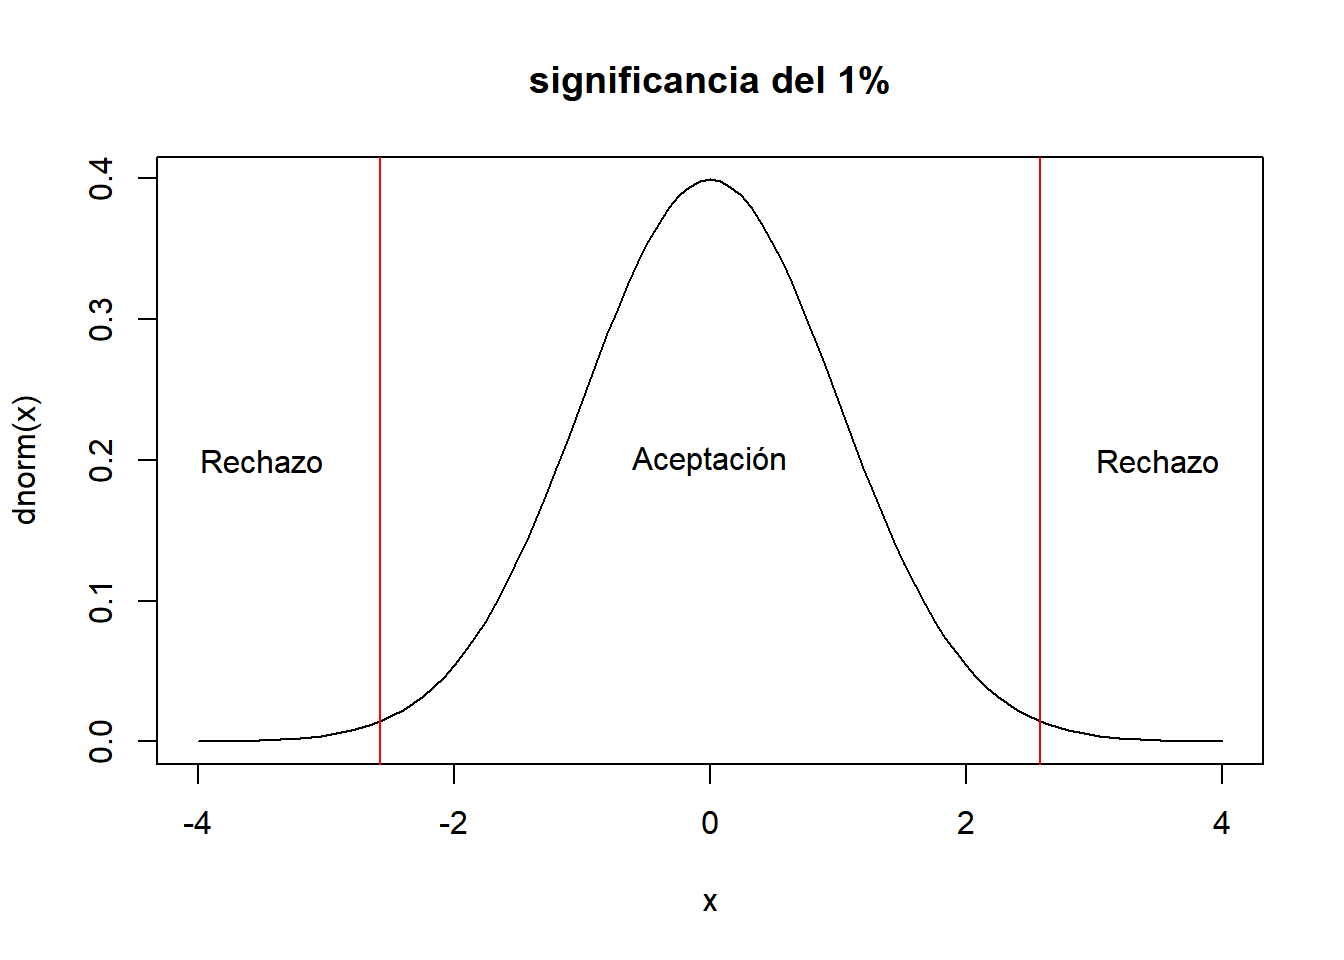 significancia del 1%
0.4
0.3
0.2
0.1
0.0
dnorm(x)
Rechazo
Aceptación
Rechazo
-4
-2
0
2
4
x